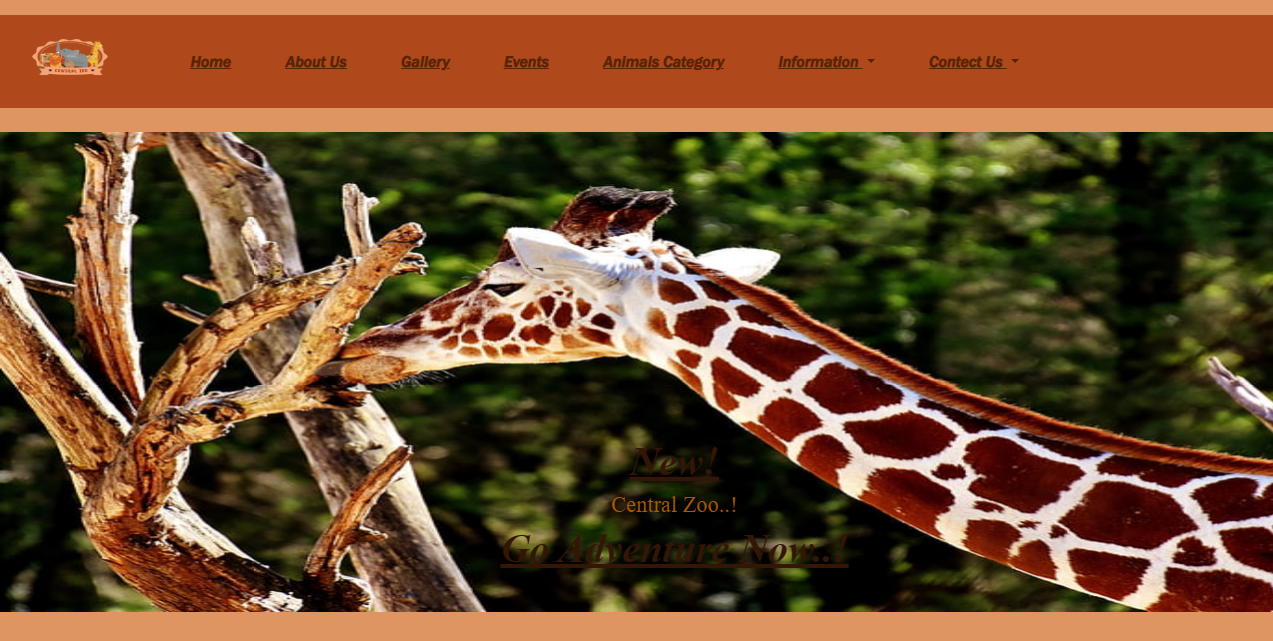 CENTRAL ZOO
Home About Us Gallery Events Animals Category Information Contect Us
New!
Central Zoo..!
Go Adventure Now..!